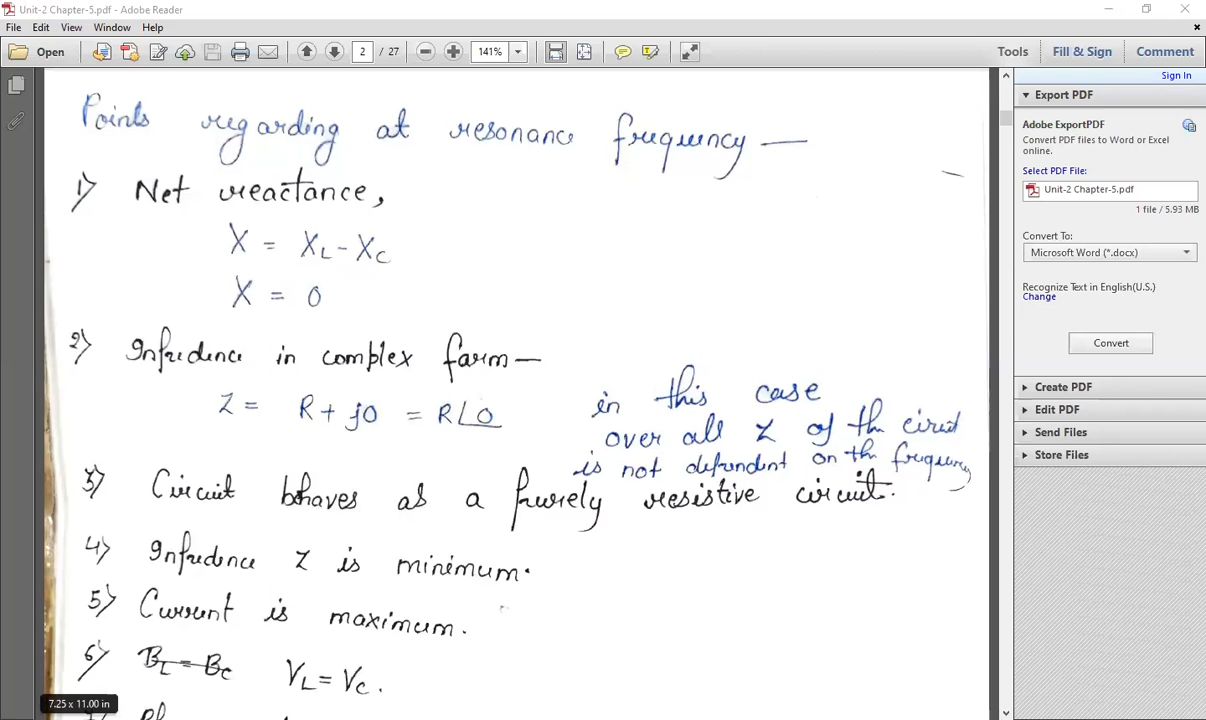 Unit-2 Chapter-5.pdf - Adobe Reader
File Edit View Window Help
Open 2 / 27 141% Tools Fill & Sign Comment
Sign In
Points regarding at resonance frequency —
1) Net reactance,
X = XL - XC
X = 0
2) Impedence in complex form —
Z = R + j0 = R∠0
in this case
over all Z of the circuit
is not dependent on the frequency
3) Circuit behaves as a purely resistive circuit.
4) Impedence Z is minimum.
5) Current is maximum.
6) BL = BC VL = VC.
7.25 x 11.00 in
Export PDF
Adobe ExportPDF
Convert PDF files to Word or Excel
online.
Select PDF File:
Unit-2 Chapter-5.pdf
1 file / 5.93 MB
Convert To:
Microsoft Word (*.docx)
Recognize Text in English(U.S.)
Change
Convert
Create PDF
Edit PDF
Send Files
Store Files